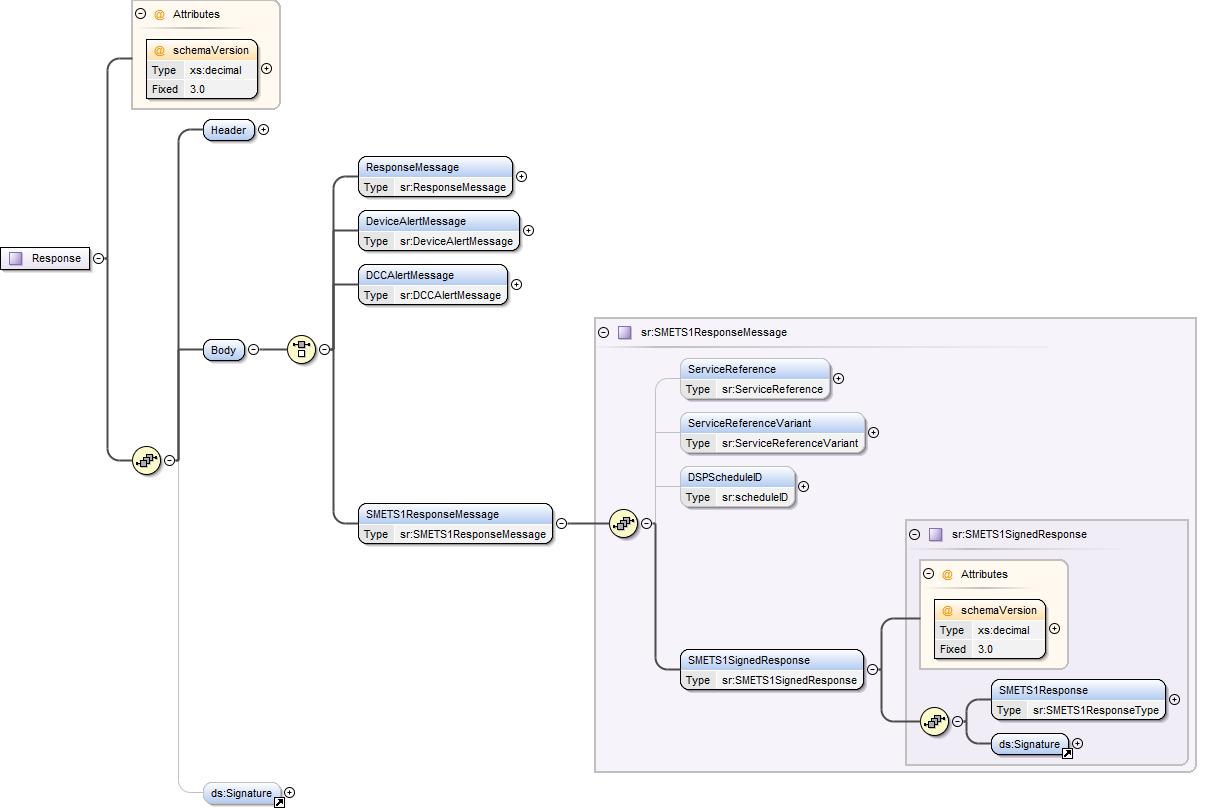 @ Attributes
@ schemaVersion
Type xs:decimal
Fixed 3.0
Header
ResponseMessage
Type sr:ResponseMessage
DeviceAlertMessage
Type sr:DeviceAlertMessage
Response
DCCAlertMessage
Type sr:DCCAlertMessage
Body
sr:SMETS1ResponseMessage
ServiceReference
Type sr:ServiceReference
ServiceReferenceVariant
Type sr:ServiceReferenceVariant
DSPScheduleID
Type sr:scheduleID
SMETS1ResponseMessage
Type sr:SMETS1ResponseMessage
sr:SMETS1SignedResponse
@ Attributes
@ schemaVersion
Type xs:decimal
Fixed 3.0
SMETS1SignedResponse
Type sr:SMETS1SignedResponse
SMETS1Response
Type sr:SMETS1ResponseType
ds:Signature
ds:Signature